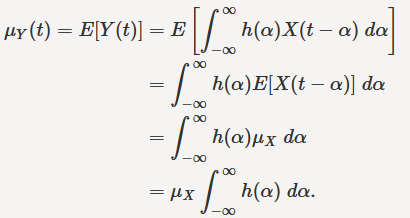 μ_Y(t) = E[Y(t)] = E[∫_{−∞}^{∞} h(α)X(t − α) dα]
= ∫_{−∞}^{∞} h(α)E[X(t − α)] dα
= ∫_{−∞}^{∞} h(α)μ_X dα
= μ_X ∫_{−∞}^{∞} h(α) dα.